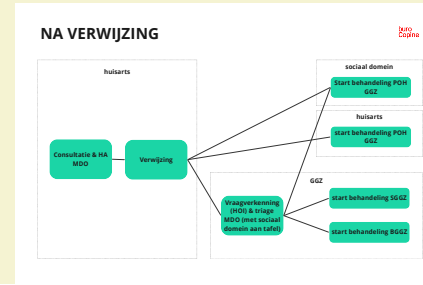 NA VERWIJZING
buro
Copine
huisarts
Consultatie & HA
MDO
Verwijzing
sociaal domein
Start behandeling POH
GGZ
huisarts
start behandeling POH
GGZ
GGZ
Vraagverkenning
(HOI) & triage
MDO (met sociaal
domein aan tafel)
start behandeling SGGZ
start behandeling BGGZ